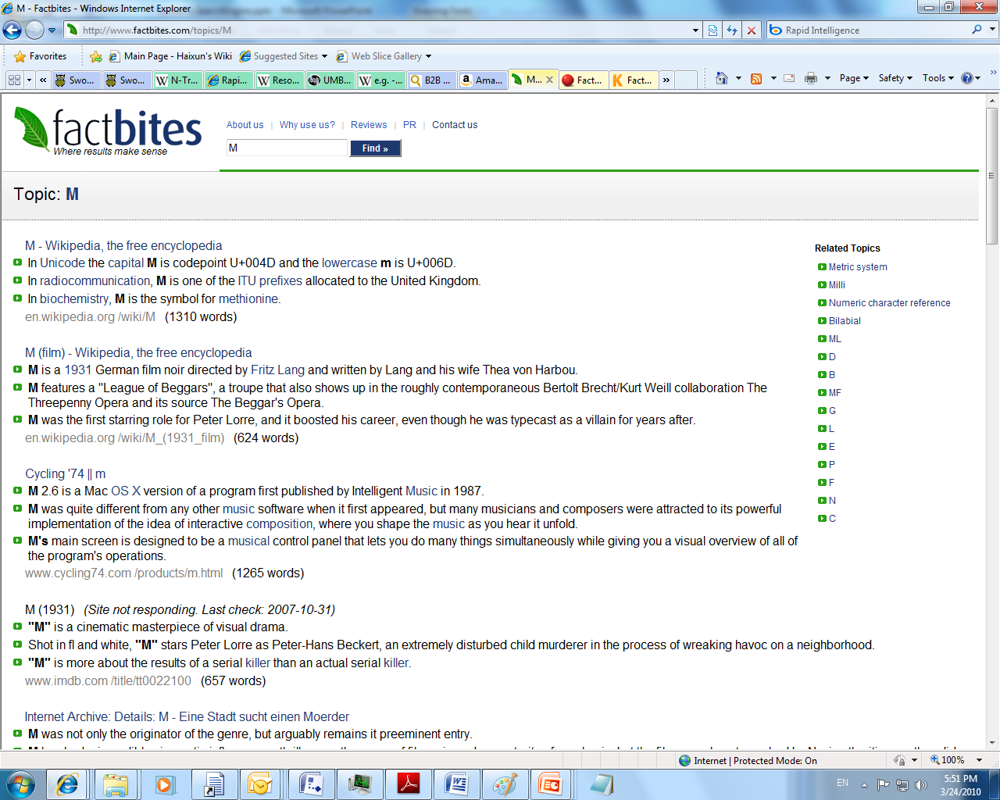 M - Factbites - Windows Internet Explorer
http://www.factbites.com/topics/M
Rapid Intelligence
Favorites
Main Page - Haixun's Wiki
Suggested Sites
Web Slice Gallery
Swo...
Swo...
N-Tr...
Rapi...
Reso...
UMB...
e.g. -...
B2B ...
Ama...
M...
Fact...
Fact...
Page
Safety
Tools
factbites
Where results make sense
About us | Why use us? | Reviews | PR | Contact us
M
Find »
Topic: M
M - Wikipedia, the free encyclopedia
In Unicode the capital M is codepoint U+004D and the lowercase m is U+006D.
In radiocommunication, M is one of the ITU prefixes allocated to the United Kingdom.
In biochemistry, M is the symbol for methionine.
en.wikipedia.org /wiki/M (1310 words)
M (film) - Wikipedia, the free encyclopedia
M is a 1931 German film noir directed by Fritz Lang and written by Lang and his wife Thea von Harbou.
M features a "League of Beggars", a troupe that also shows up in the roughly contemporaneous Bertolt Brecht/Kurt Weill collaboration The
Threepenny Opera and its source The Beggar's Opera.
M was the first starring role for Peter Lorre, and it boosted his career, even though he was typecast as a villain for years after.
en.wikipedia.org /wiki/M_(1931_film) (624 words)
Cycling '74 || m
M 2.6 is a Mac OS X version of a program first published by Intelligent Music in 1987.
M was quite different from any other music software when it first appeared, but many musicians and composers were attracted to its powerful
implementation of the idea of interactive composition, where you shape the music as you hear it unfold.
M's main screen is designed to be a musical control panel that lets you do many things simultaneously while giving you a visual overview of all of
the program's operations.
www.cycling74.com /products/m.html (1265 words)
M (1931) (Site not responding. Last check: 2007-10-31)
"M" is a cinematic masterpiece of visual drama.
Shot in fl and white, "M" stars Peter Lorre as Peter-Hans Beckert, an extremely disturbed child murderer in the process of wreaking havoc on a neighborhood.
"M" is more about the results of a serial killer than an actual serial killer.
www.imdb.com /title/tt0022100 (657 words)
Internet Archive: Details: M - Eine Stadt sucht einen Moerder
M was not only the originator of the genre, but arguably remains it preeminent entry.
Related Topics
Metric system
Milli
Numeric character reference
Bilabial
ML
D
B
MF
G
L
E
P
F
N
C
Internet | Protected Mode: On
100%
EN
5:51 PM
3/24/2010